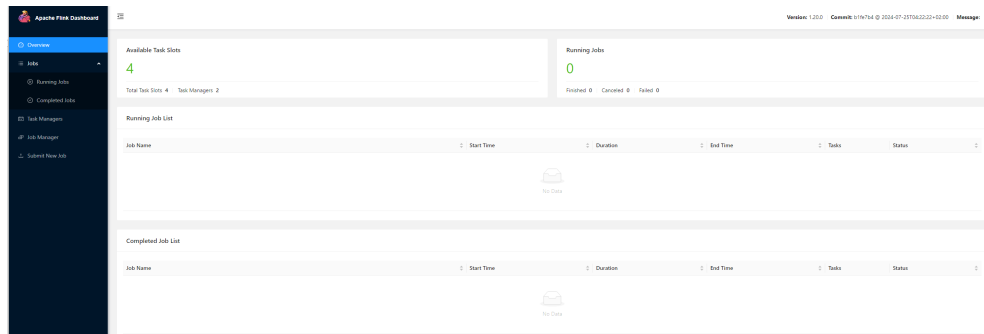 Apache Flink Dashboard
Version: 1.20.0 Commit: b1fe7b4 @ 2024-07-25T04:22:22+02:00 Message:
Overview
Jobs
Running Jobs
Completed Jobs
Task Managers
Job Manager
Submit New Job
Available Task Slots
4
Total Task Slots 4 Task Managers 2
Running Jobs
0
Finished 0 Canceled 0 Failed 0
Running Job List
Job Name Start Time Duration End Time Tasks Status
No Data
Completed Job List
Job Name Start Time Duration End Time Tasks Status
No Data